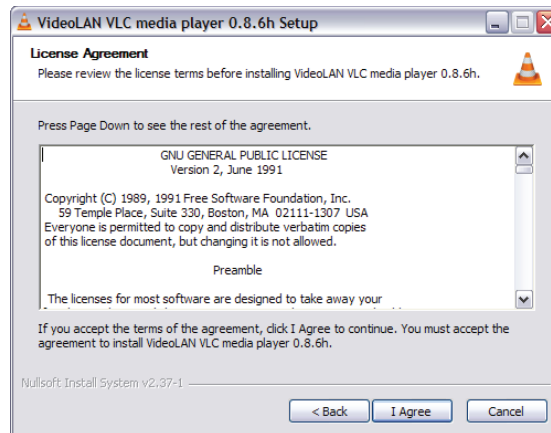 VideoLAN VLC media player 0.8.6h Setup
License Agreement
Please review the license terms before installing VideoLAN VLC media player 0.8.6h.
Press Page Down to see the rest of the agreement.
GNU GENERAL PUBLIC LICENSE
Version 2, June 1991
Copyright (C) 1989, 1991 Free Software Foundation, Inc.
59 Temple Place, Suite 330, Boston, MA 02111-1307 USA
Everyone is permitted to copy and distribute verbatim copies
of this license document, but changing it is not allowed.
Preamble
The licenses for most software are designed to take away your
If you accept the terms of the agreement, click I Agree to continue. You must accept the
agreement to install VideoLAN VLC media player 0.8.6h.
Nullsoft Install System v2.37-1
< Back
I Agree
Cancel